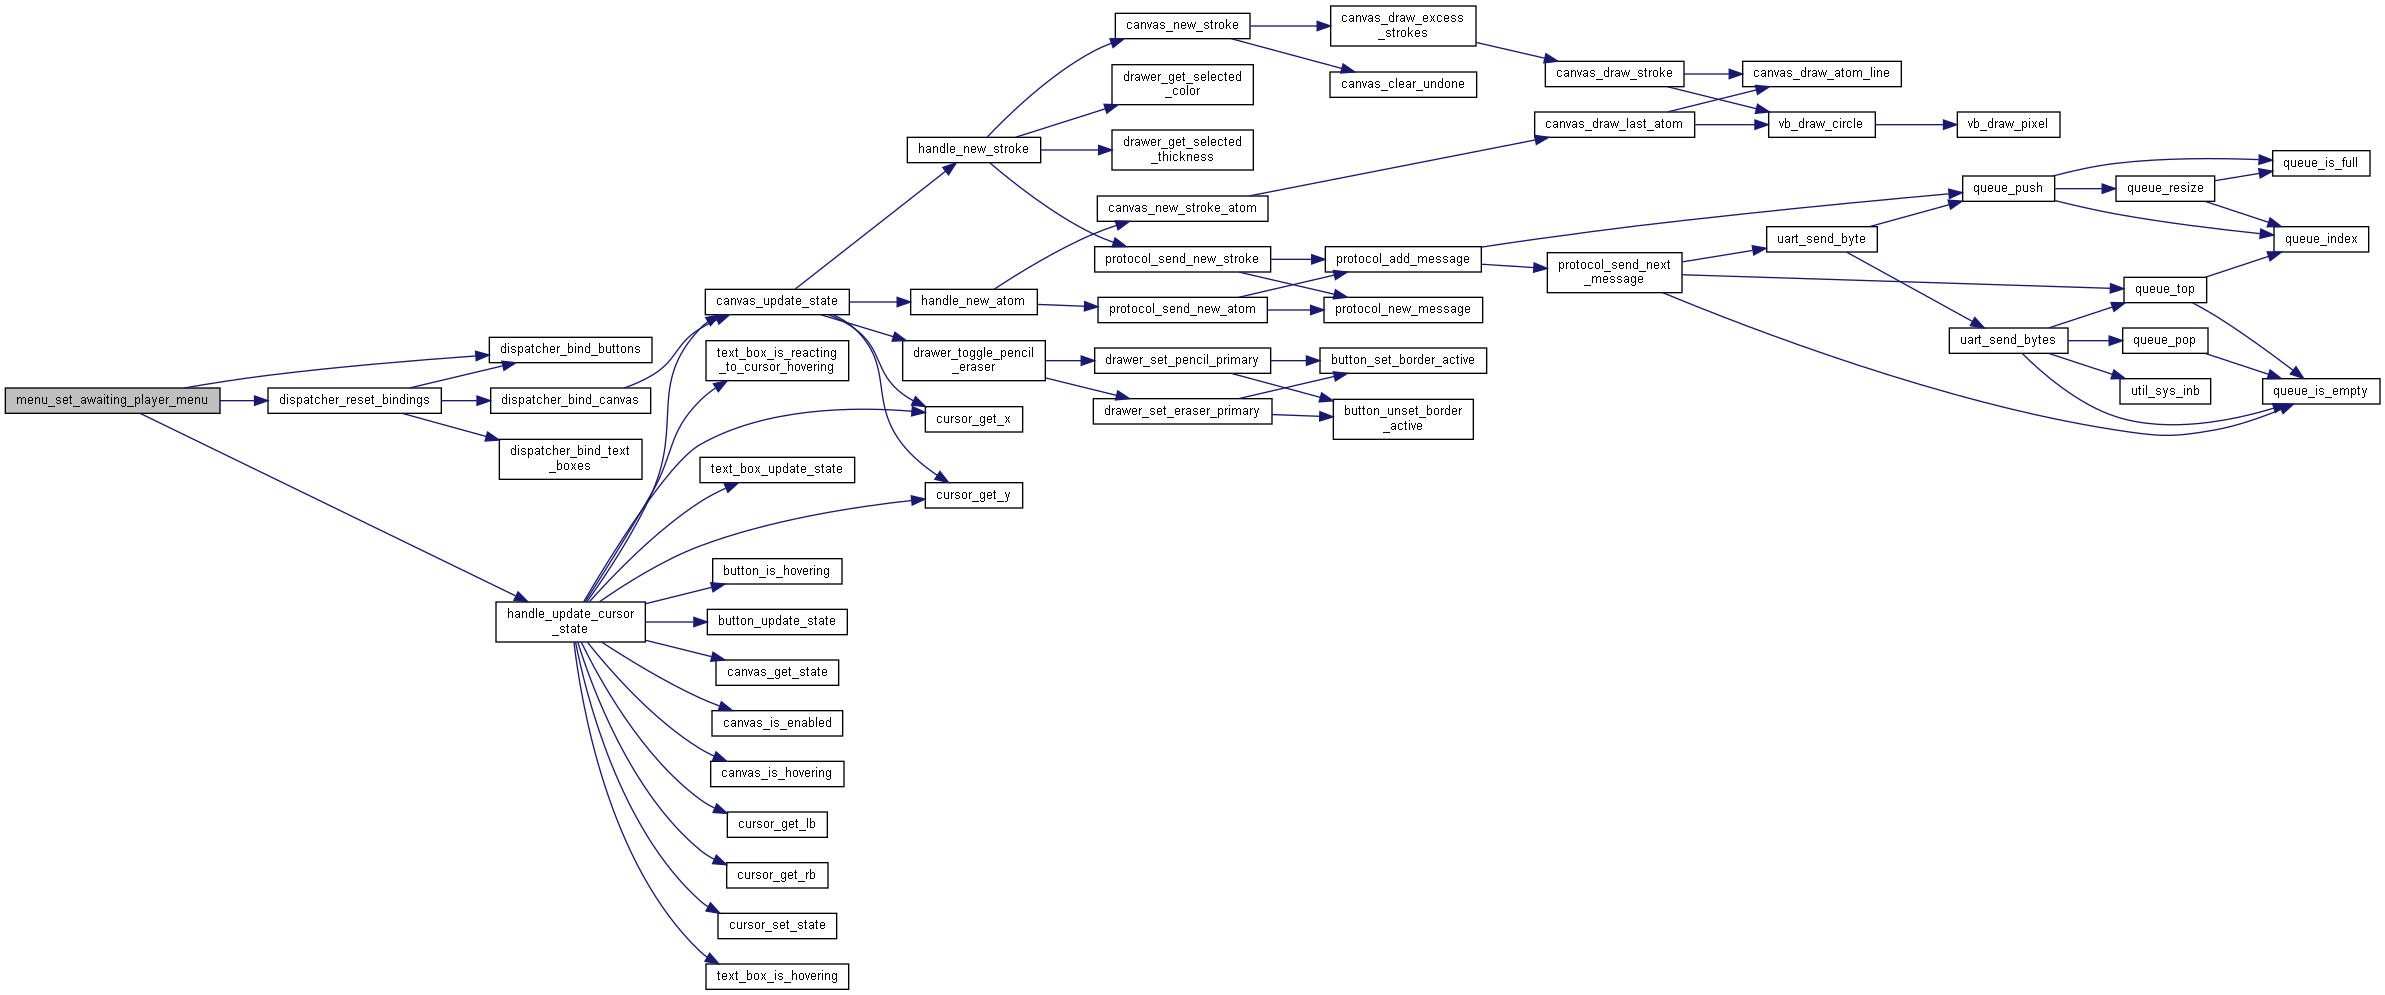 menu_set_awaiting_player_menu
dispatcher_bind_buttons
dispatcher_reset_bindings
dispatcher_bind_canvas
dispatcher_bind_text
_boxes
handle_update_cursor
_state
canvas_update_state
text_box_is_reacting
_to_cursor_hovering
text_box_update_state
button_is_hovering
button_update_state
canvas_get_state
canvas_is_enabled
canvas_is_hovering
cursor_get_lb
cursor_get_rb
cursor_set_state
text_box_is_hovering
handle_new_stroke
handle_new_atom
drawer_toggle_pencil
_eraser
cursor_get_x
cursor_get_y
canvas_new_stroke
drawer_get_selected
_color
drawer_get_selected
_thickness
canvas_new_stroke_atom
protocol_send_new_stroke
protocol_send_new_atom
drawer_set_pencil_primary
drawer_set_eraser_primary
canvas_draw_excess
_strokes
canvas_clear_undone
protocol_add_message
protocol_new_message
button_set_border_active
button_unset_border
_active
canvas_draw_stroke
canvas_draw_last_atom
protocol_send_next
_message
canvas_draw_atom_line
vb_draw_circle
uart_send_byte
vb_draw_pixel
queue_push
uart_send_bytes
queue_resize
queue_top
queue_pop
util_sys_inb
queue_is_full
queue_index
queue_is_empty